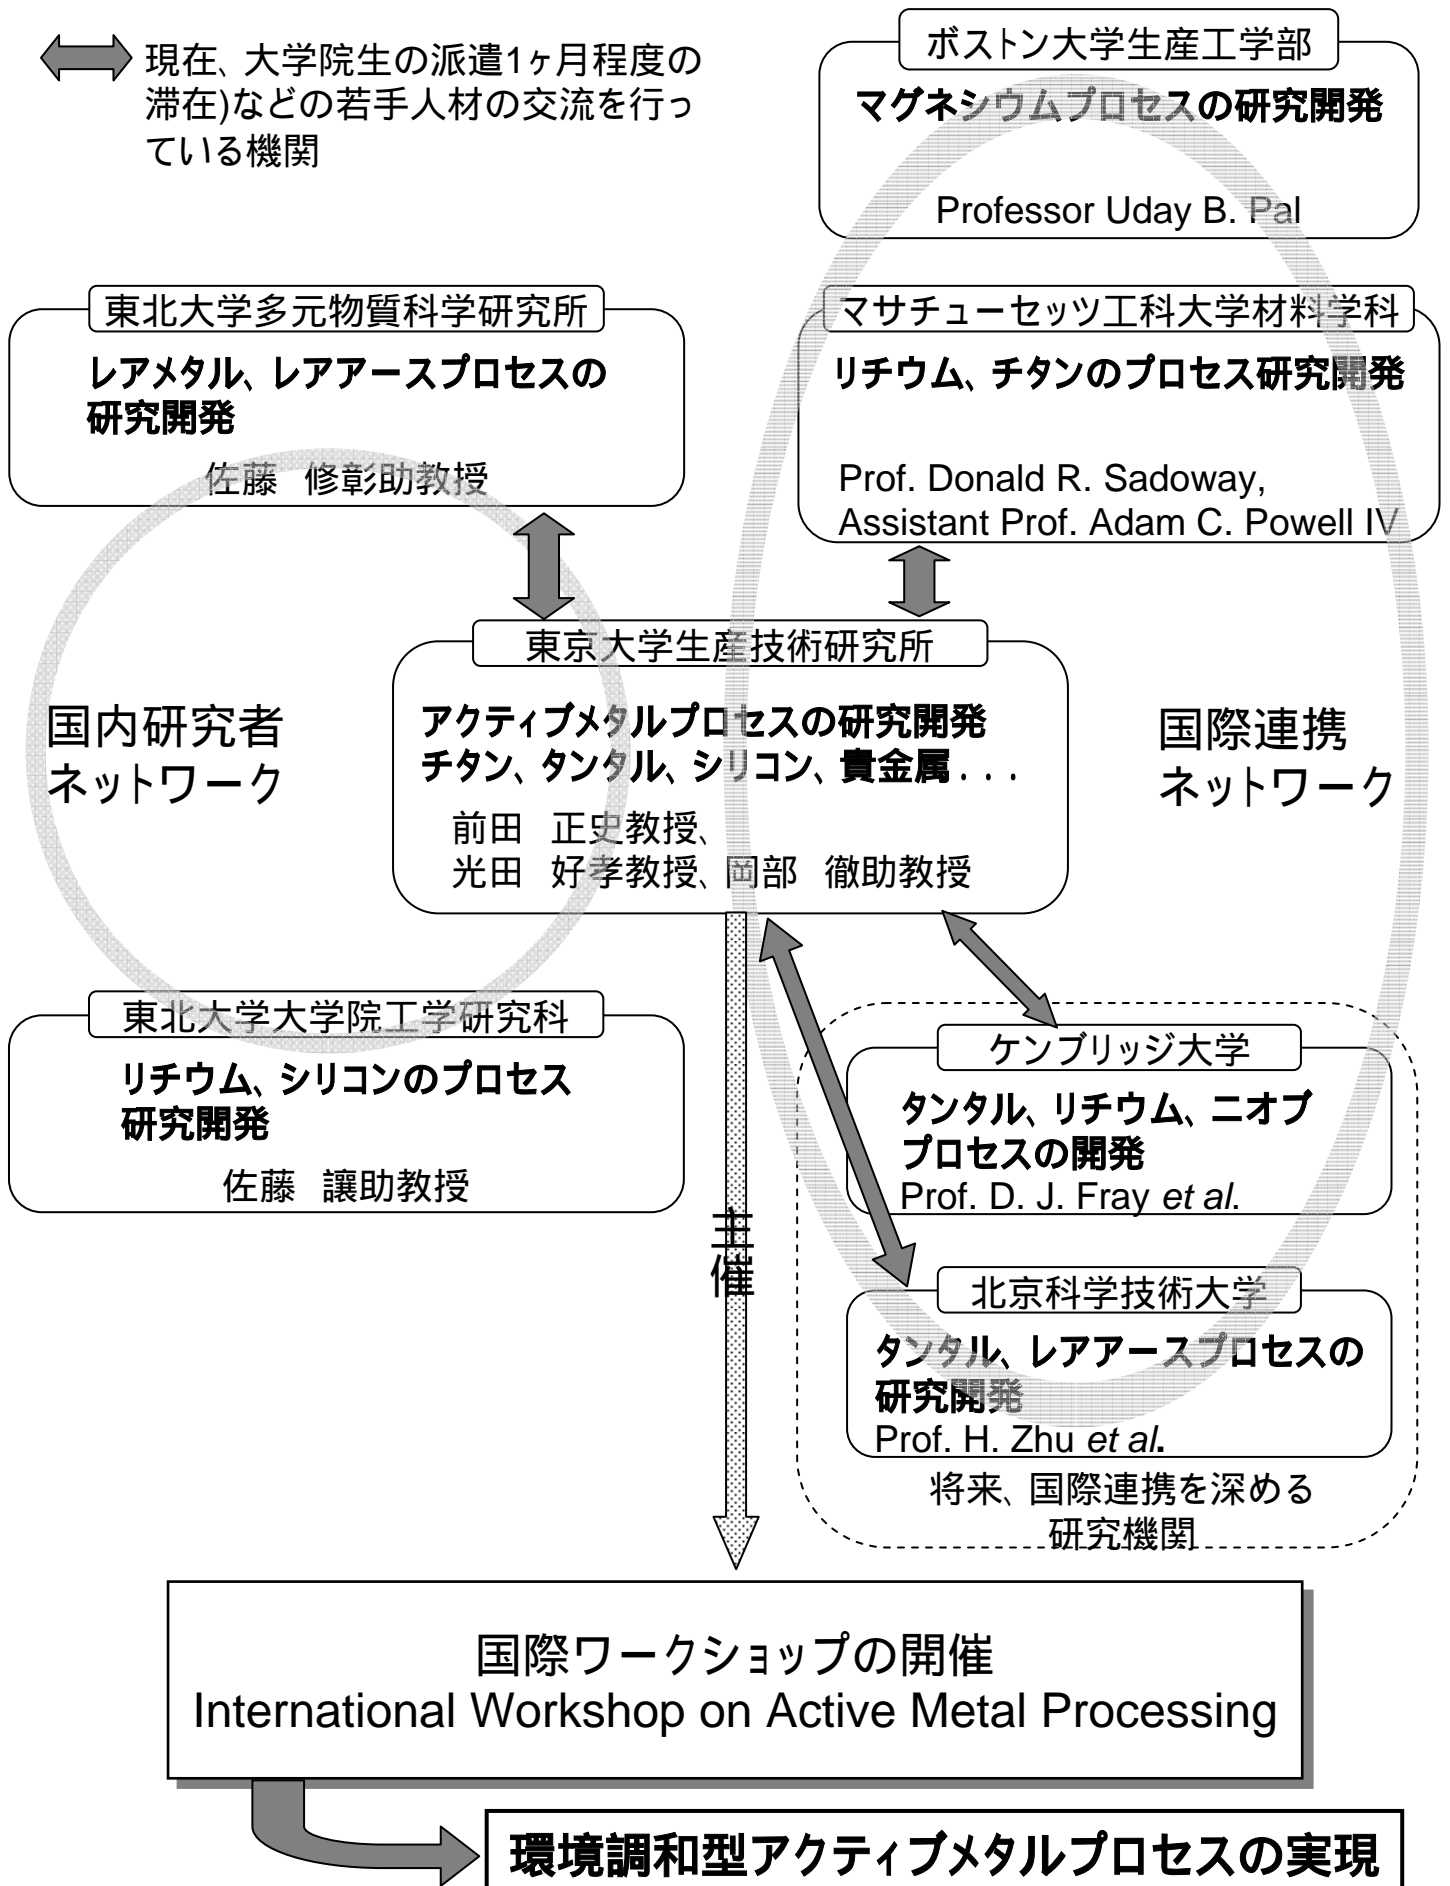 現在、大学院生の派遣1ヶ月程度の
滞在)などの若手人材の交流を行っ
ている機関
ボストン大学生産工学部
マグネシウムプロセスの研究開発
Professor Uday B. Pal
東北大学多元物質科学研究所
レアメタル、レアアースプロセスの
研究開発
佐藤　修彰助教授
マサチューセッツ工科大学材料学科
リチウム、チタンのプロセス研究開発
Prof. Donald R. Sadoway,
Assistant Prof. Adam C. Powell IV
東京大学生産技術研究所
アクティブメタルプロセスの研究開発
チタン、タンタル、シリコン、貴金属...
前田　正史教授、
光田　好孝教授、岡部　徹助教授
国内研究者
ネットワーク
国際連携
ネットワーク
東北大学大学院工学研究科
リチウム、シリコンのプロセス
研究開発
佐藤　讓助教授
ケンブリッジ大学
タンタル、リチウム、ニオブ
プロセスの開発
Prof. D. J. Fray et al.
主
催
北京科学技術大学
タンタル、レアアースプロセスの
研究開発
Prof. H. Zhu et al.
将来、国際連携を深める
研究機関
国際ワークショップの開催
International Workshop on Active Metal Processing
環境調和型アクティブメタルプロセスの実現